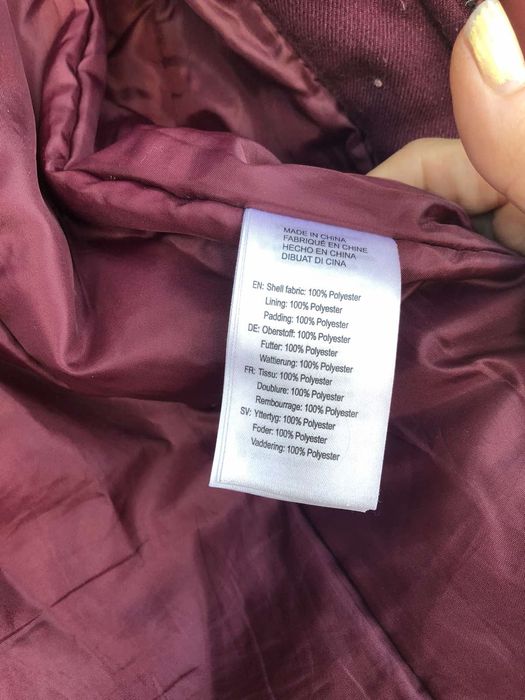 MADE IN CHINA
FABRIQUÉ EN CHINE
HECHO EN CHINA
DIBUAT DI CINA
EN: Shell fabric: 100% Polyester
Lining: 100% Polyester
Padding: 100% Polyester
DE: Oberstoff: 100% Polyester
Futter: 100% Polyester
Wattierung: 100% Polyester
FR: Tissu: 100% Polyester
Doublure: 100% Polyester
Rembourrage: 100% Polyester
SV: Yttertyg: 100% Polyester
Foder: 100% Polyester
Vaddering: 100% Polyester